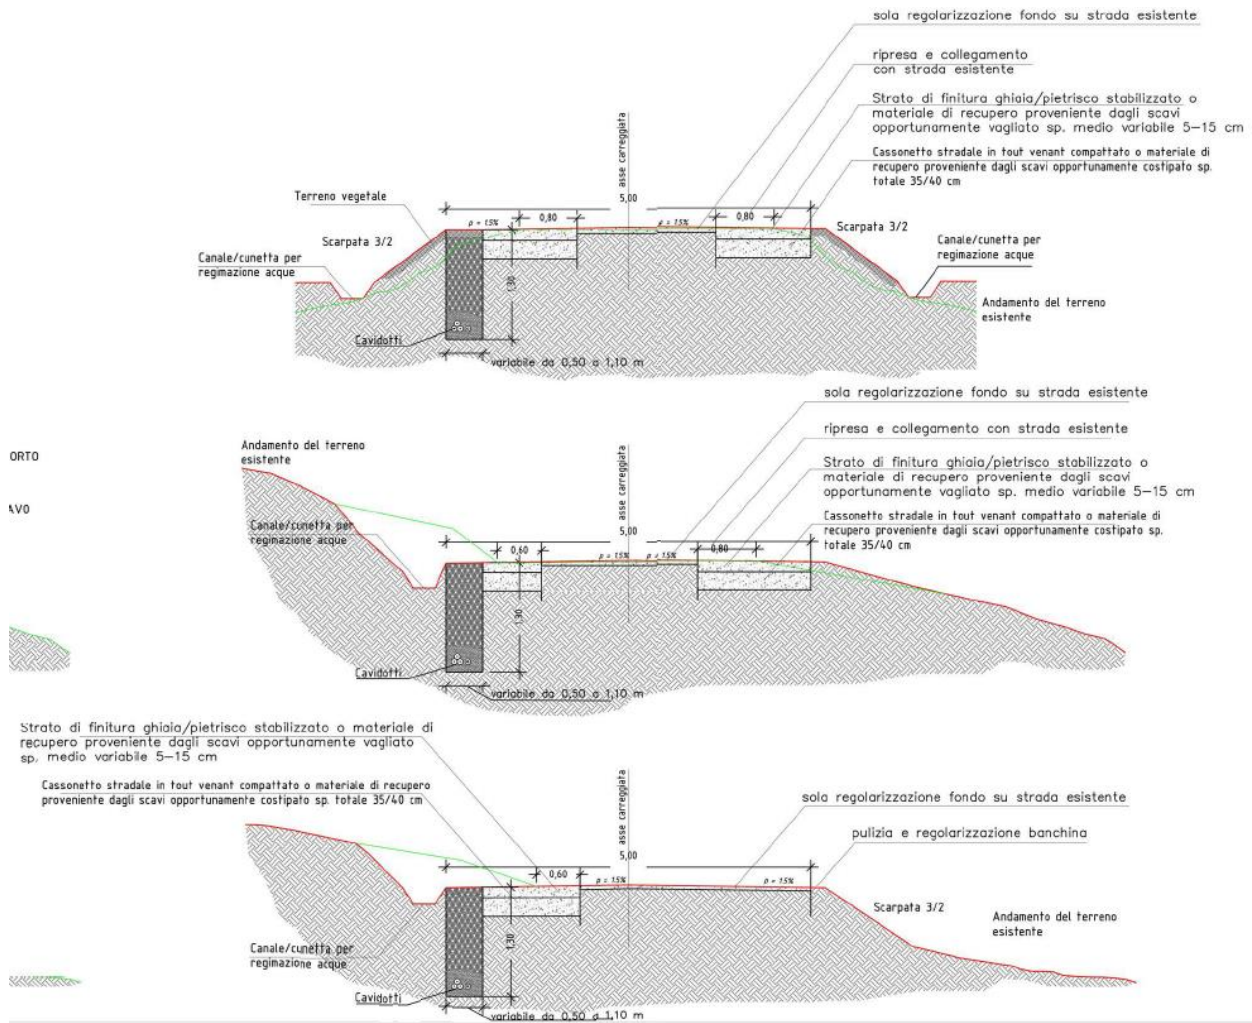 sola regolarizzazione fondo su strada esistente
ripresa e collegamento
con strada esistente
Strato di finitura ghiaia/pietrisco stabilizzato o
materiale di recupero proveniente dagli scavi
opportunamente vagliato sp. medio variabile 5-15 cm
Cassonetto stradale in tout venant compattato o materiale di
recupero proveniente dagli scavi opportunamente costipato sp.
totale 35/40 cm
asse carreggiata
5,00
Terreno vegetale
0,80
0,80
p = 1.5%
p = 1.5%
Scarpata 3/2
Scarpata 3/2
Canale/cunetta per
regimazione acque
Canale/cunetta per
regimazione acque
1,30
Andamento del terreno
esistente
Cavidotti
variabile da 0,50 a 1,10 m
sola regolarizzazione fondo su strada esistente
ripresa e collegamento con strada esistente
Andamento del terreno
esistente
ORTO
Strato di finitura ghiaia/pietrisco stabilizzato o
materiale di recupero proveniente dagli scavi
opportunamente vagliato sp. medio variabile 5-15 cm
AVO
asse carreggiata
Canale/cunetta per
regimazione acque
Cassonetto stradale in tout venant compattato o materiale di
recupero proveniente dagli scavi opportunamente costipato sp.
totale 35/40 cm
5,00
0,60
0,80
p = 1.5%
p = 1.5%
1,30
Cavidotti
variabile da 0,50 a 1,10 m
Strato di finitura ghiaia/pietrisco stabilizzato o materiale di
recupero proveniente dagli scavi opportunamente vagliato
sp. medio variabile 5-15 cm
Cassonetto stradale in tout venant compattato o materiale di recupero
proveniente dagli scavi opportunamente costipato sp. totale 35/40 cm
asse carreggiata
sola regolarizzazione fondo su strada esistente
pulizia e regolarizzazione banchina
5,00
0,60
p = 1.5%
p = 1.5%
Scarpata 3/2
Andamento del terreno
esistente
1,30
Canale/cunetta per
regimazione acque
Cavidotti
variabile da 0,50 a 1,10 m